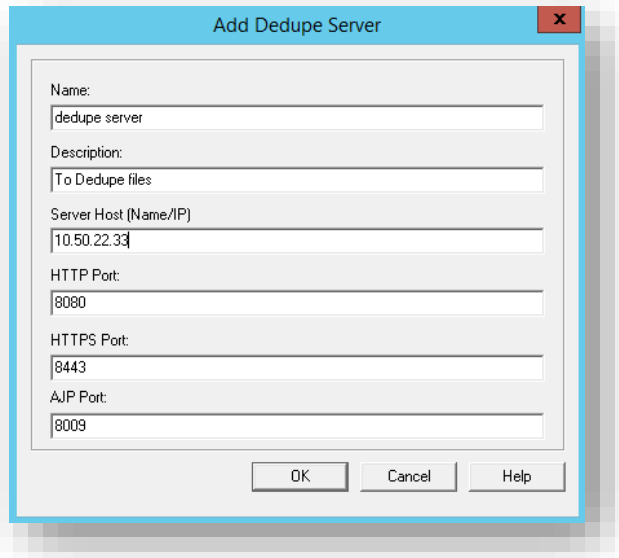 Add Dedupe Server
x
Name:
dedupe server
Description:
To Dedupe files
Server Host (Name/IP)
10.50.22.33
HTTP Port:
8080
HTTPS Port:
8443
AJP Port:
8009
OK Cancel Help